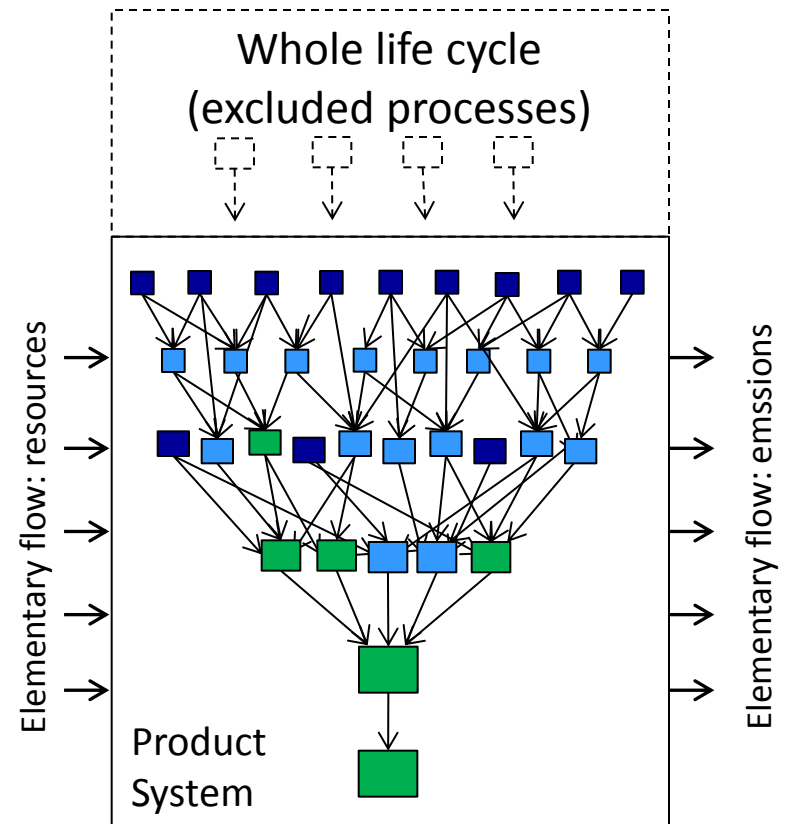 Whole life cycle
(excluded processes)
Elementary flow: resources
Elementary flow: emssions
Product
System